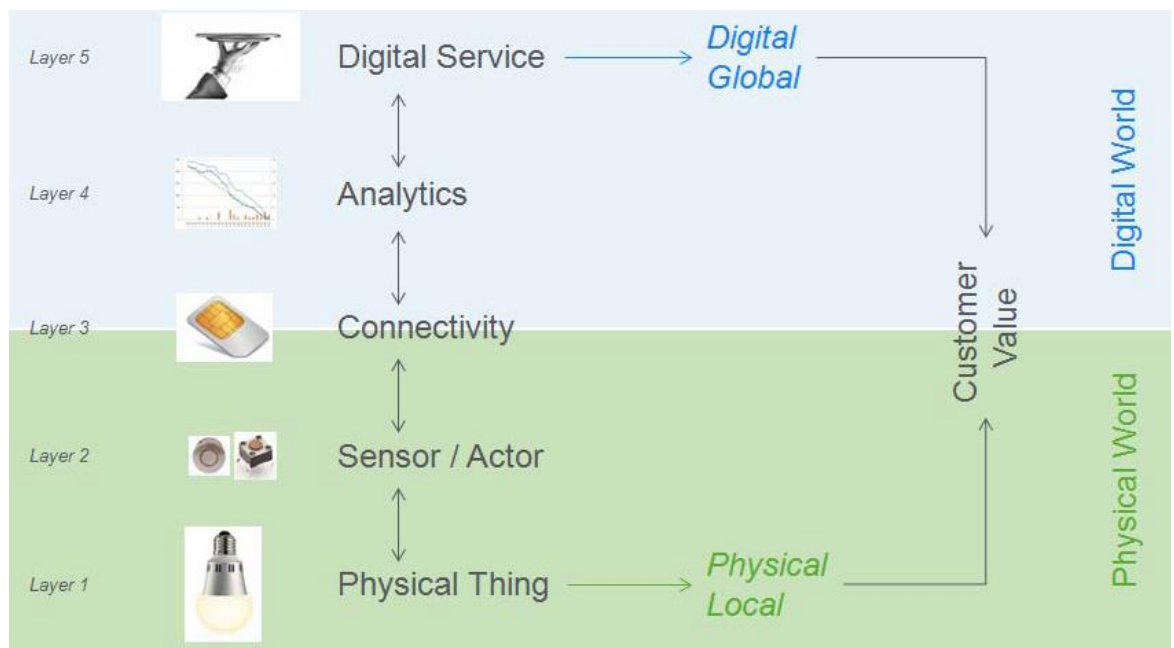 Layer 5
Digital Service
Digital
Global
Layer 4
Analytics
Digital World
Layer 3
Connectivity
Customer
Value
Layer 2
Sensor / Actor
Physical World
Layer 1
Physical Thing
Physical
Local